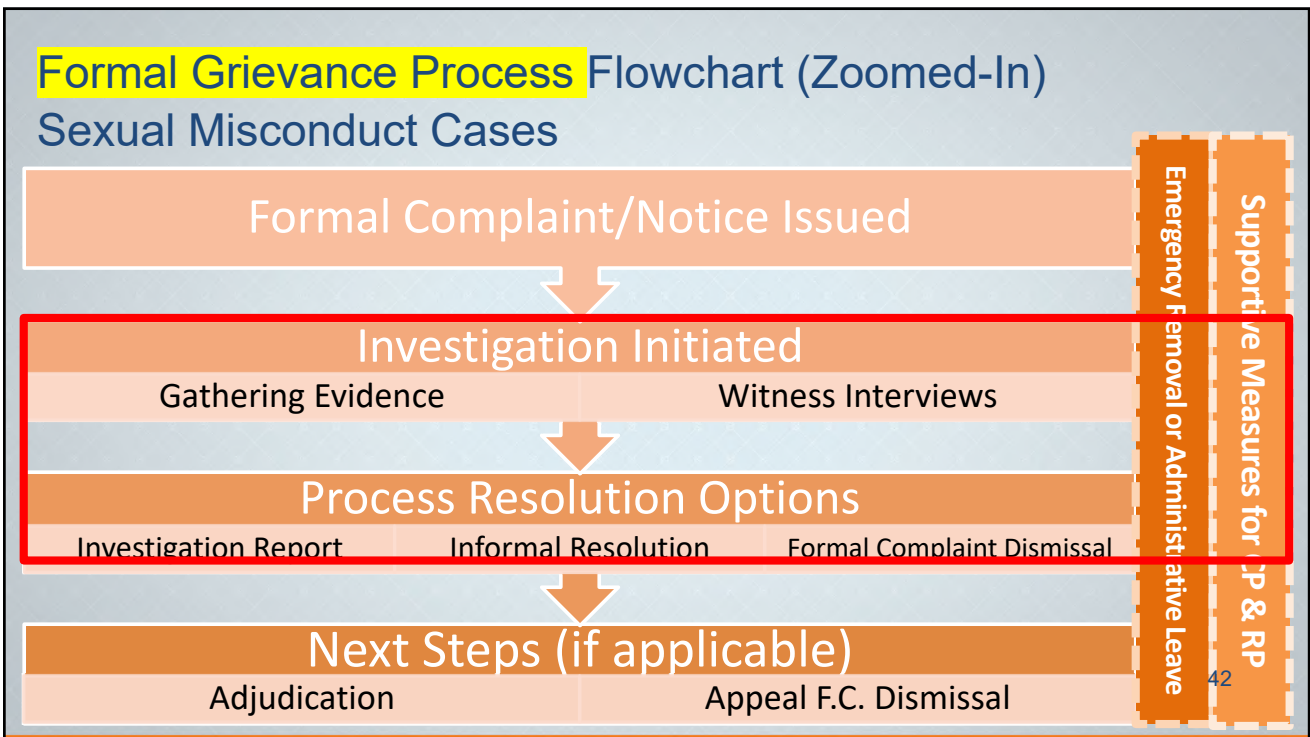 Formal Grievance Process Flowchart (Zoomed-In)
Sexual Misconduct Cases
Formal Complaint/Notice Issued
Investigation Initiated
Gathering Evidence
Witness Interviews
Process Resolution Options
Investigation Report
Informal Resolution
Formal Complaint Dismissal
Next Steps (if applicable)
Adjudication
Appeal F.C. Dismissal
Emergency Removal or Administrative Leave
Supportive Measures for CP & RP
42